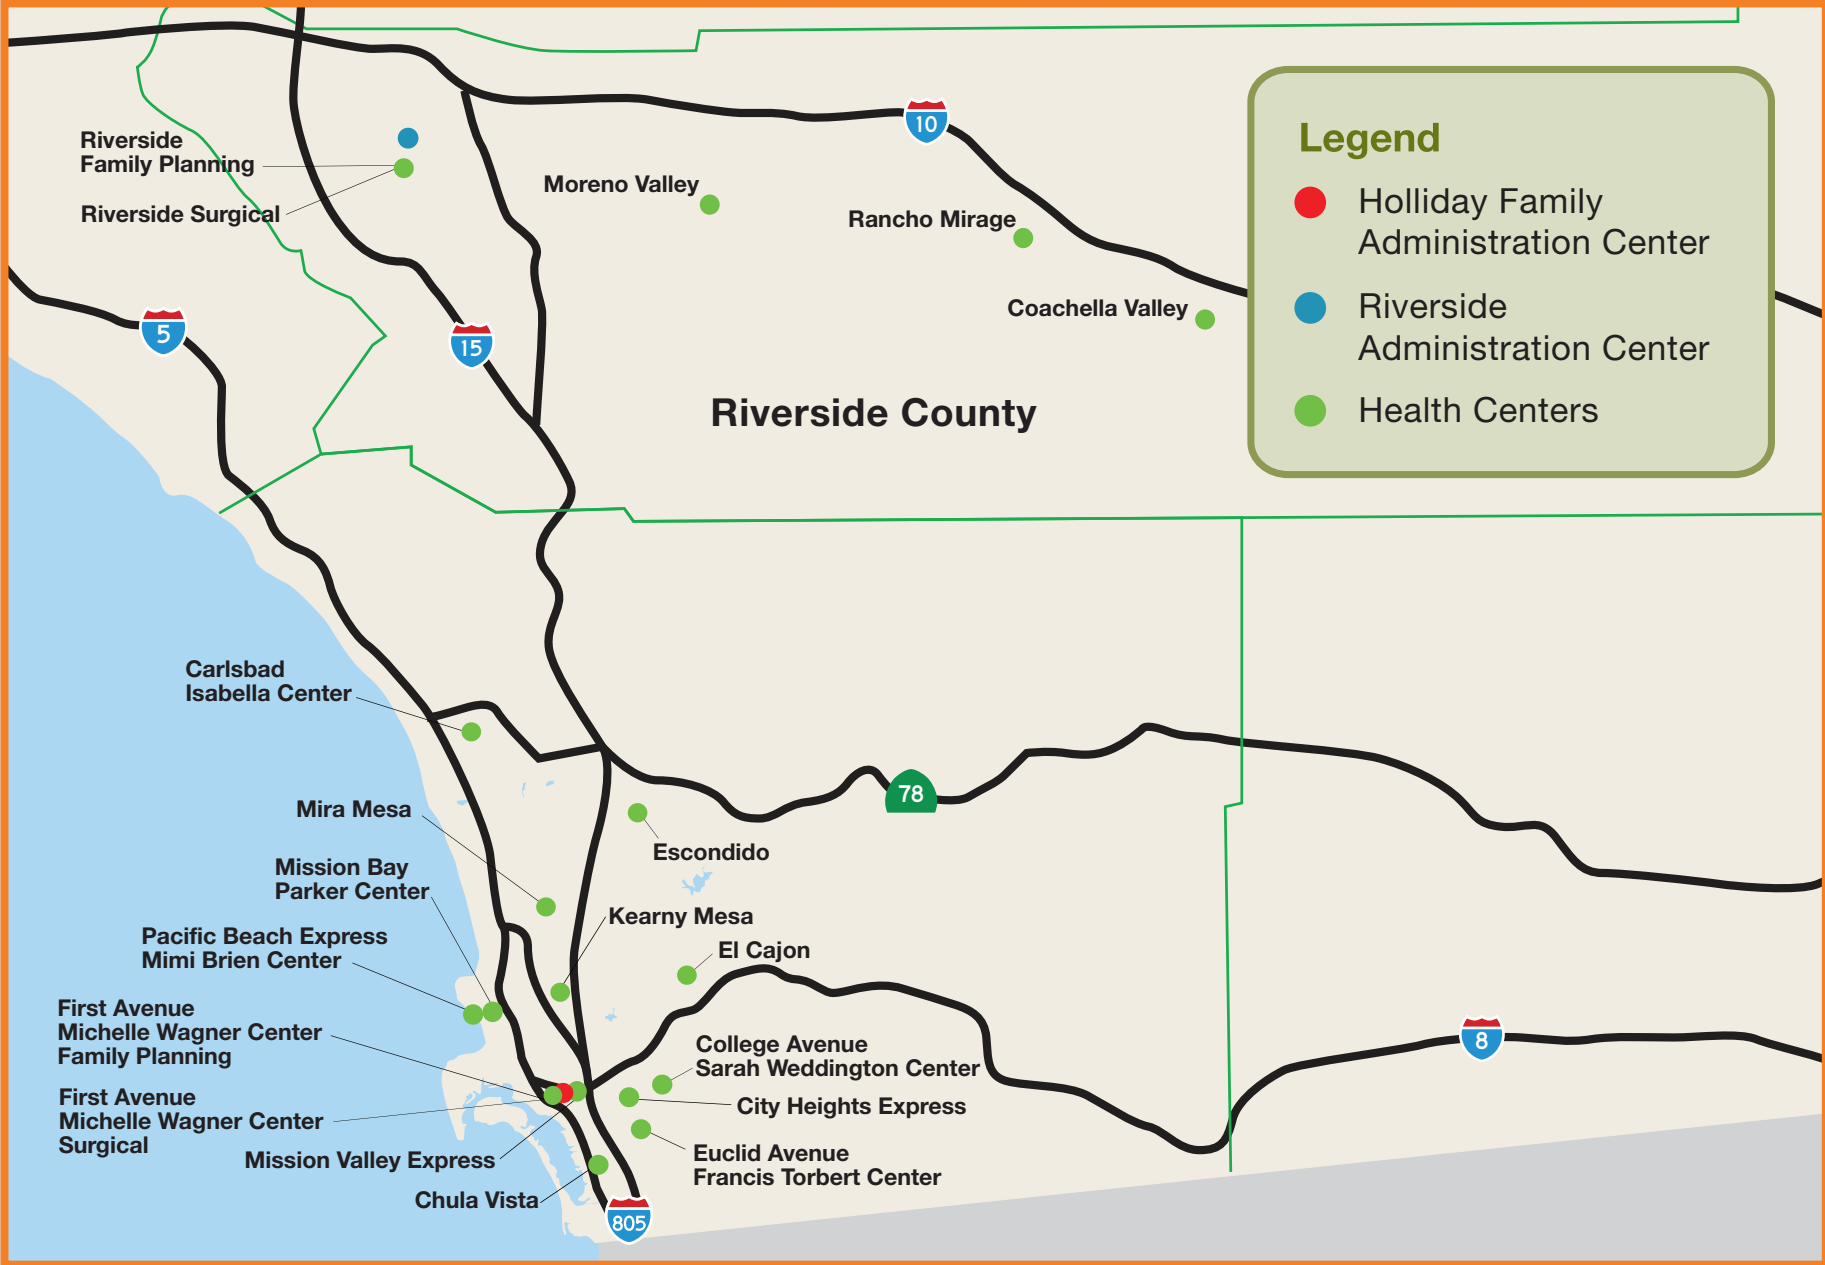 10
Riverside
Family Planning
Riverside Surgical
Moreno Valley
Rancho Mirage
Coachella Valley
Legend
Holliday Family
Administration Center
Riverside
Administration Center
Health Centers
5
15
Riverside County
Carlsbad
Isabella Center
78
Mira Mesa
Escondido
Mission Bay
Parker Center
Kearny Mesa
Pacific Beach Express
Mimi Brien Center
El Cajon
First Avenue
Michelle Wagner Center
Family Planning
8
College Avenue
Sarah Weddington Center
First Avenue
Michelle Wagner Center
Surgical
City Heights Express
Mission Valley Express
Euclid Avenue
Francis Torbert Center
Chula Vista
805